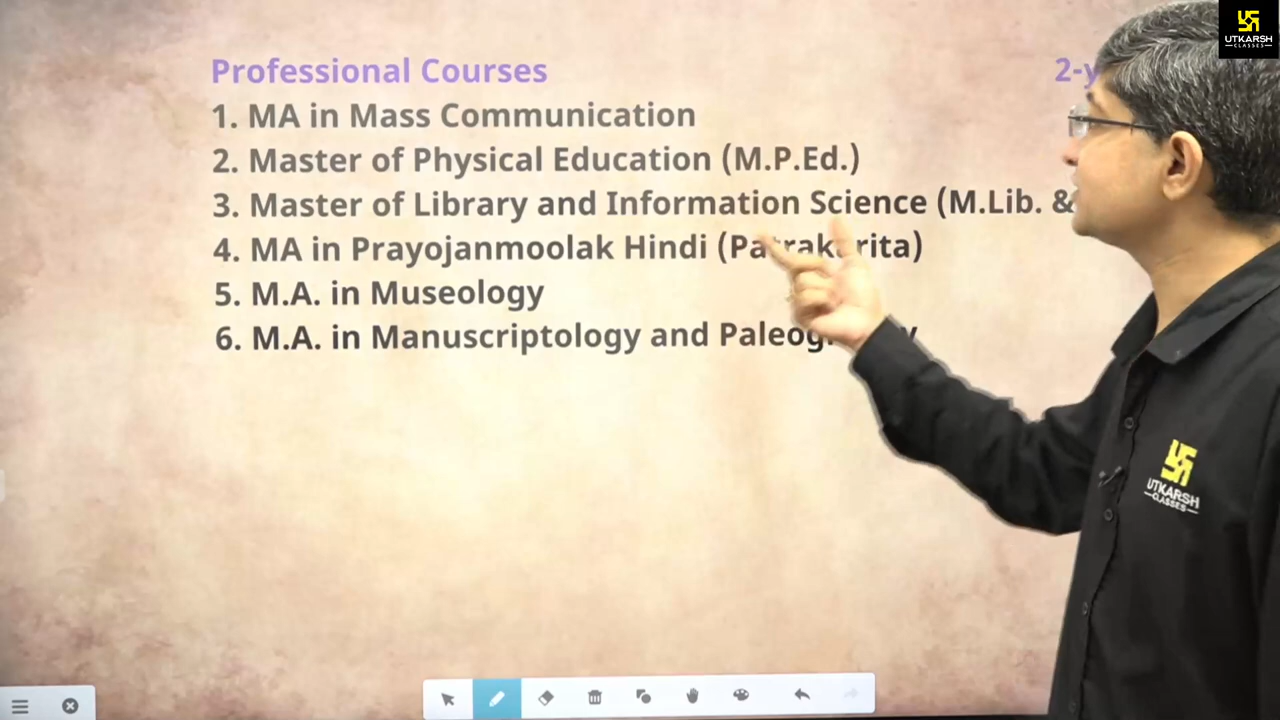 UTKARSH
CLASSES
Professional Courses
1. MA in Mass Communication
2. Master of Physical Education (M.P.Ed.)
3. Master of Library and Information Science (M.Lib. &
4. MA in Prayojanmoolak Hindi
5. M.A. in Museology
6. M.A. in Manuscriptology and
UTKARSH
CLASSES